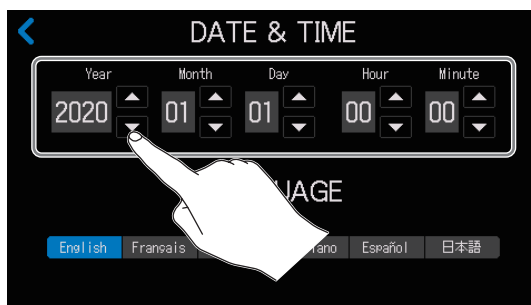 DATE & TIME
Year Month Day Hour Minute
2020 01 01 00 00
UAGE
English Français ano Español 日本語